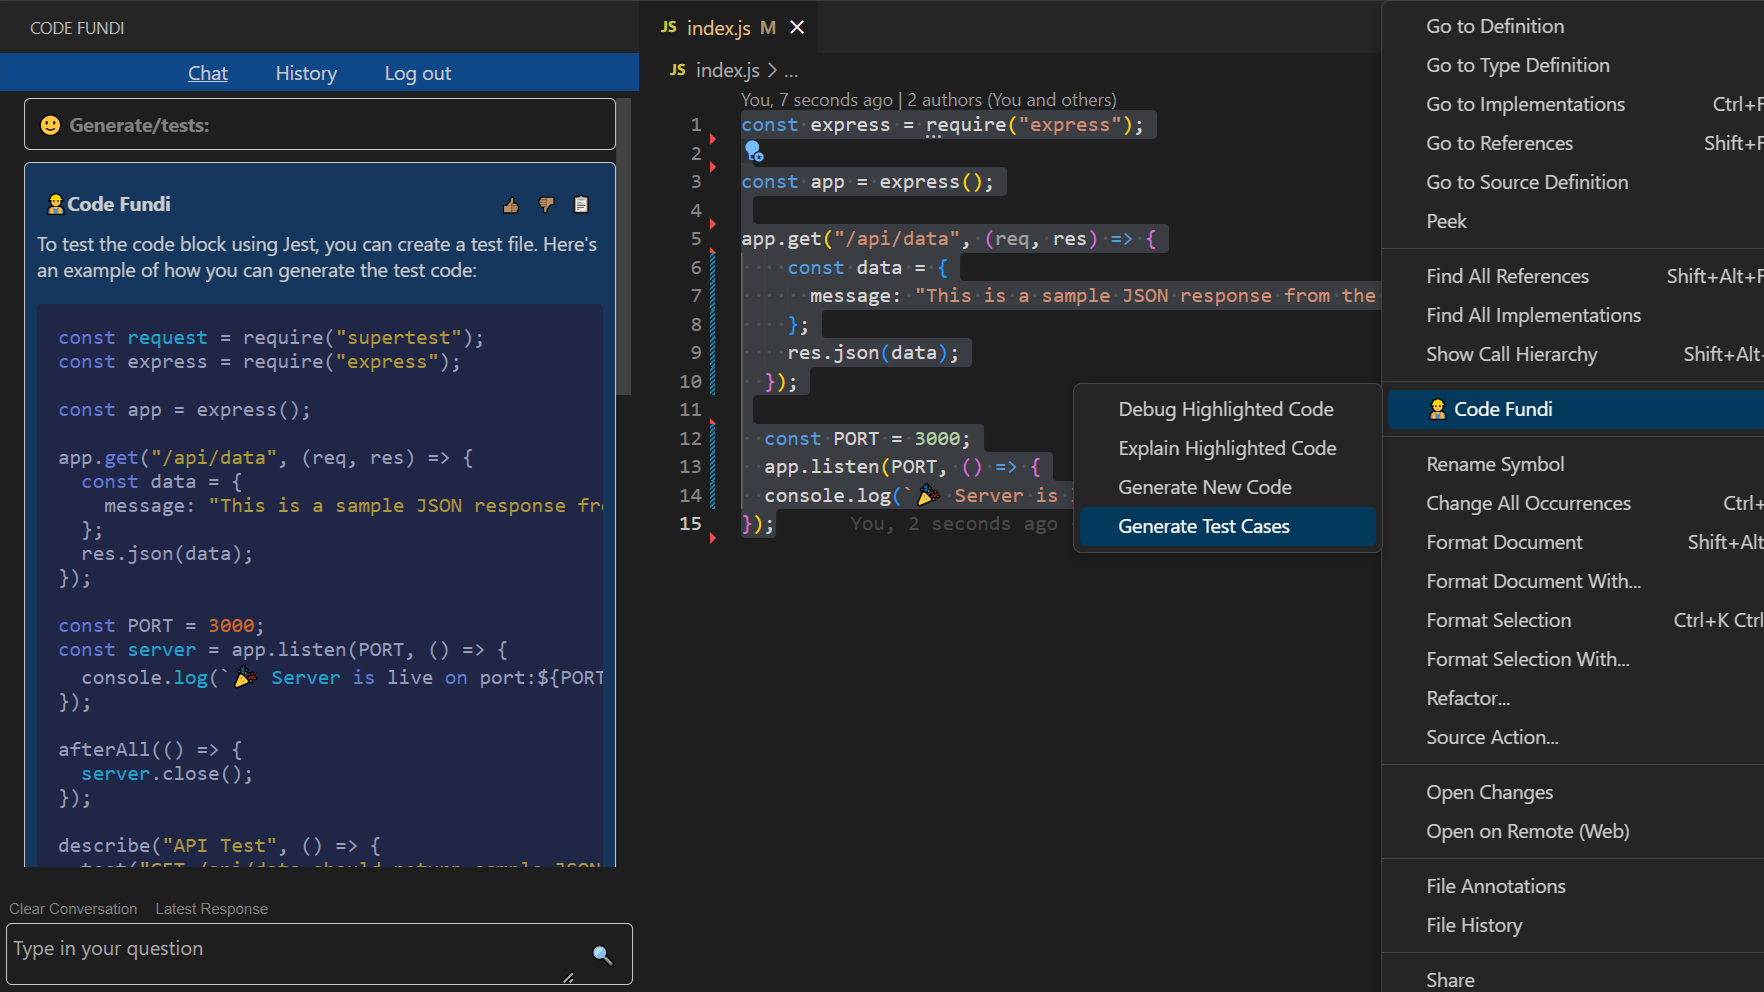 CODE FUNDI
Chat History Log out
Generate/tests:
Code Fundi
To test the code block using Jest, you can create a test file. Here's
an example of how you can generate the test code:
const request = require("supertest");
const express = require("express");
const app = express();
app.get("/api/data", (req, res) => {
const data = {
message: "This is a sample JSON response fr
};
res.json(data);
});
const PORT = 3000;
const server = app.listen(PORT, () => {
console.log(`🎉 Server is live on port:${PORT
});
afterAll(() => {
server.close();
});
describe("API Test", () => {
test("GET /api/data should return sample JSON
Clear Conversation Latest Response
Type in your question
JS index.js M
JS index.js > ...
You, 7 seconds ago | 2 authors (You and others)
1 const express = require("express");
2
3 const app = express();
4
5 app.get("/api/data", (req, res) => {
6 const data = {
7 message: "This is a sample JSON response from the
8 };
9 res.json(data);
10 });
11
12 const PORT = 3000;
13 app.listen(PORT, () => {
14 console.log(`🎉 Server is
15 }); You, 2 seconds ago
Debug Highlighted Code
Explain Highlighted Code
Generate New Code
Generate Test Cases
Go to Definition
Go to Type Definition
Go to Implementations Ctrl+F
Go to References Shift+F
Go to Source Definition
Peek
Find All References Shift+Alt+F
Find All Implementations
Show Call Hierarchy Shift+Alt+
Code Fundi
Rename Symbol
Change All Occurrences Ctrl+
Format Document Shift+Alt
Format Document With...
Format Selection Ctrl+K Ctrl
Format Selection With...
Refactor...
Source Action...
Open Changes
Open on Remote (Web)
File Annotations
File History
Share